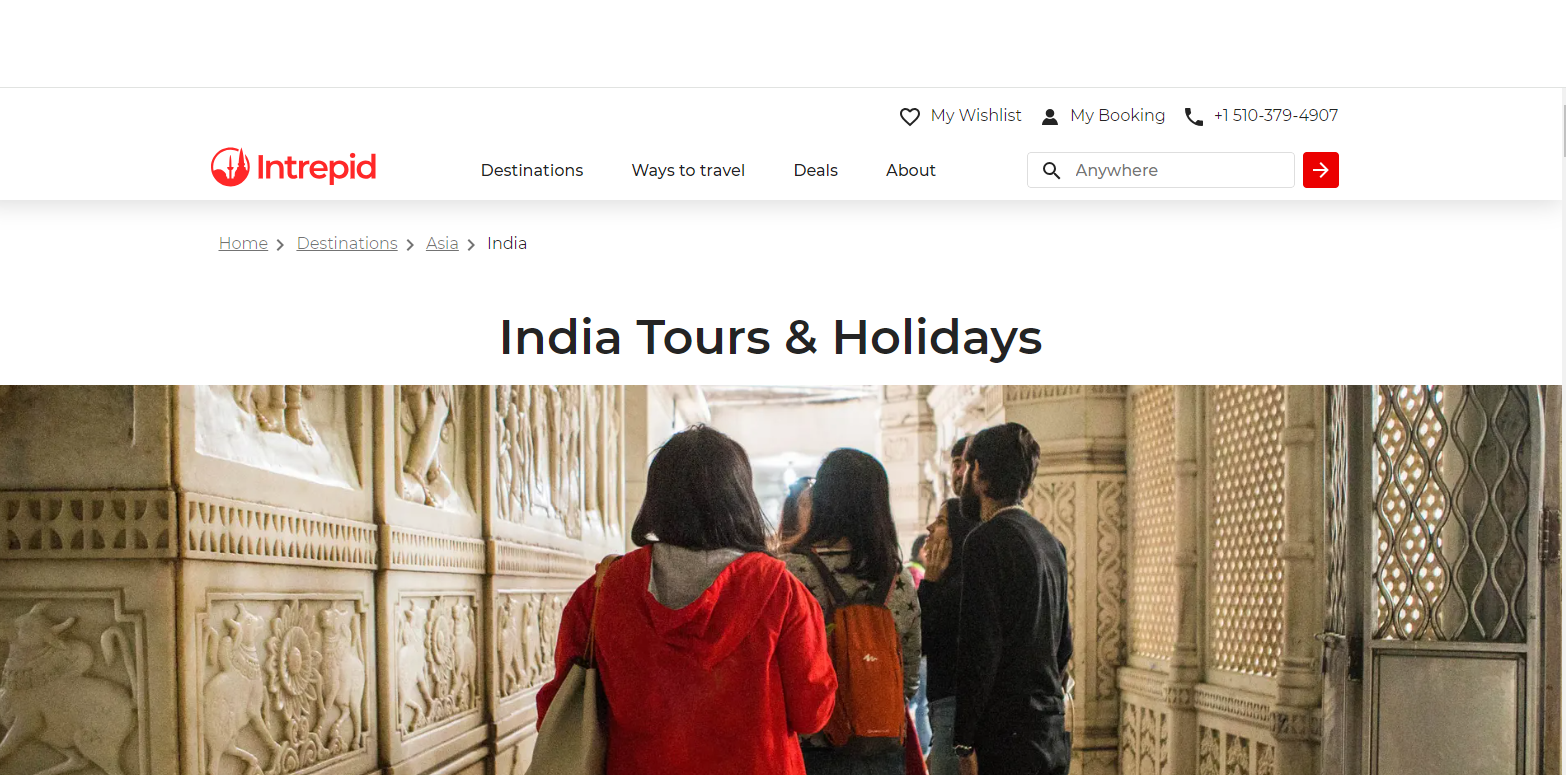 My Wishlist My Booking +1 510-379-4907
Intrepid Destinations Ways to travel Deals About Anywhere
Home Destinations Asia India
India Tours & Holidays